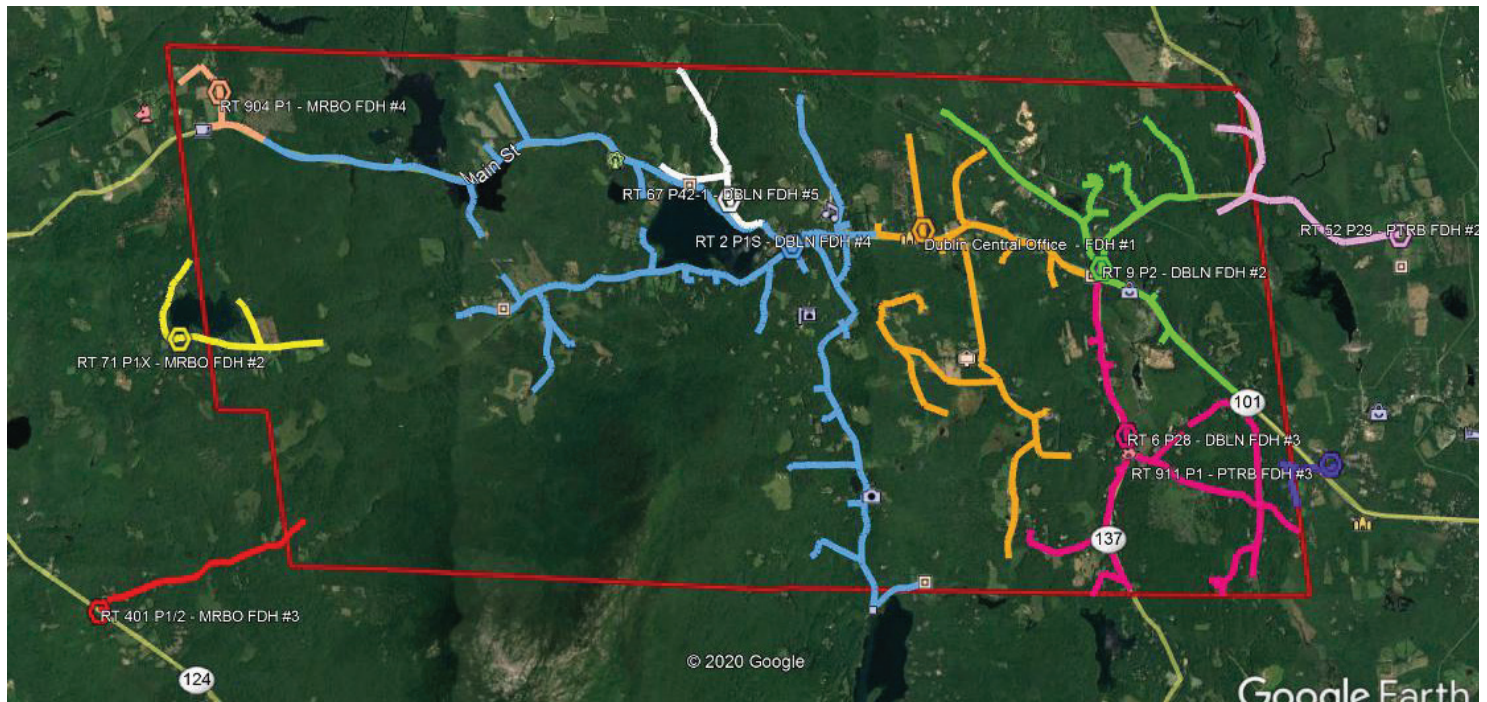 RT 904 P1 - MRBO FDH #4
Main St
RT 67 P42-1 - DBLN FDH #5
RT 52 P29 - PTRB FDH #2
RT 2 P1S - DBLN FDH #4
Dublin Central Office - FDH #1
RT 9 P2 - DBLN FDH #2
RT 71 P1X - MRBO FDH #2
101
RT 6 P28 - DBLN FDH #3
RT 911 P1 - PTRB FDH #3
137
RT 401 P1/2 - MRBO FDH #3
© 2020 Google
124
Google Earth